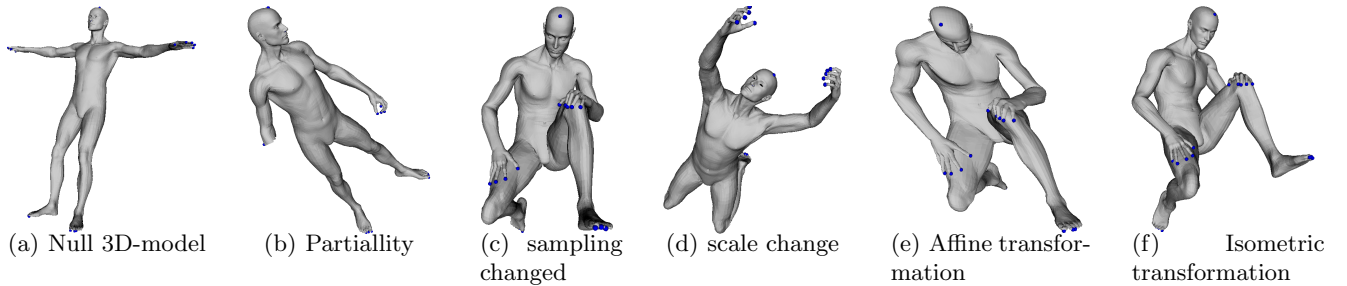 (a) Null 3D-model
(b) Partiallity
(c) sampling
changed
(d) scale change
(e) Affine transfor-
mation
(f) Isometric
transformation